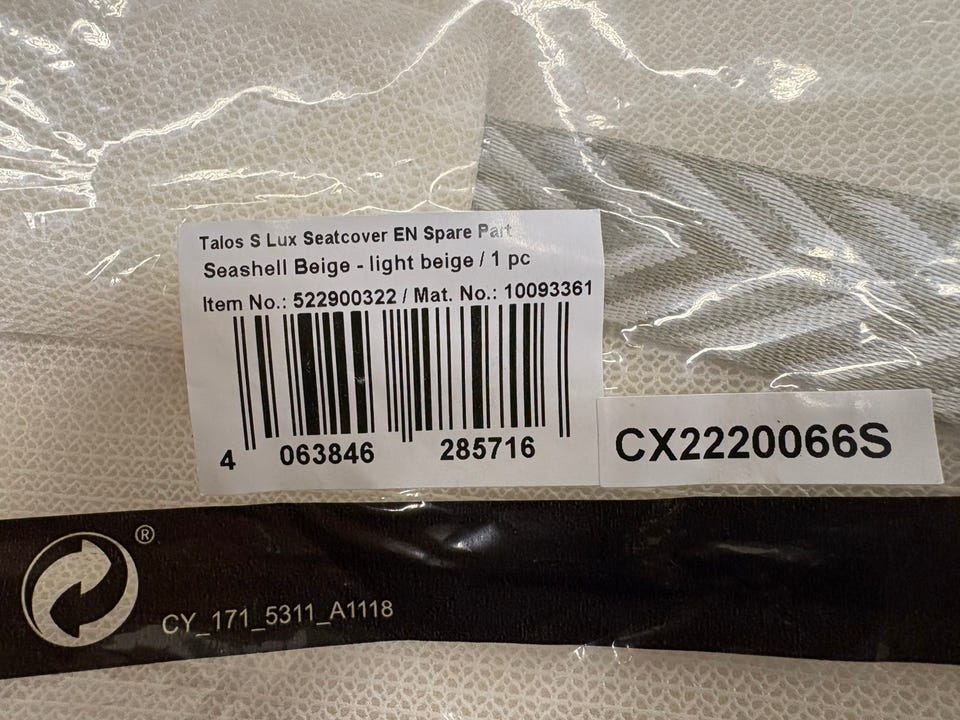 Talos S Lux Seatcover EN Spare Part
Seashell Beige - light beige / 1 pc
Item No.: 522900322 / Mat. No.: 10093361
4 063846 285716
CX2220066S
®
CY_171_5311_A1118